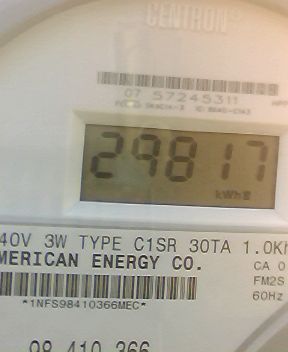 CENTRON®
07 57245311
29817
kWh
40V 3W TYPE C1SR 30TA 1.0Kh
MERICAN ENERGY CO.
CA 0
FM2S
60Hz
*1NFS98410366MEC*
98 410 366